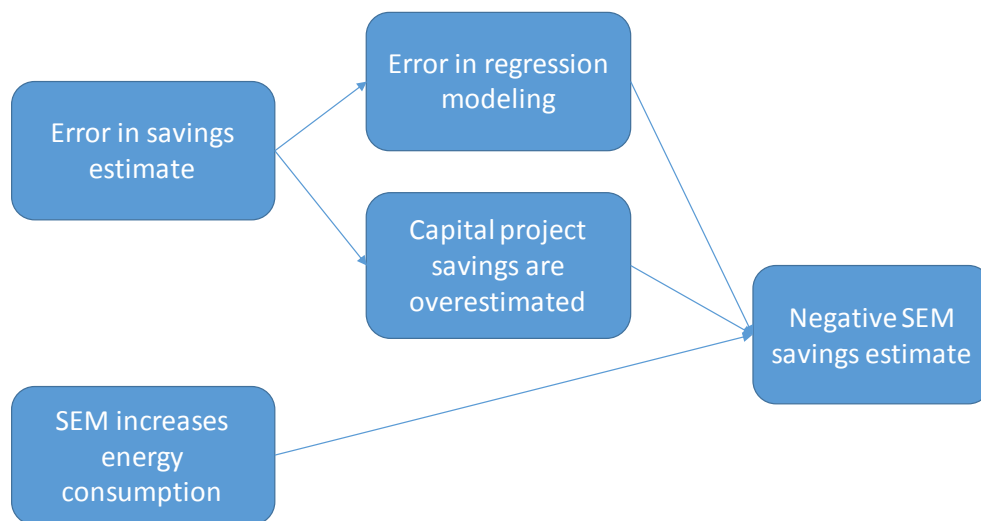 Error in savings
estimate
Error in regression
modeling
Capital project
savings are
overestimated
SEM increases
energy
consumption
Negative SEM
savings estimate